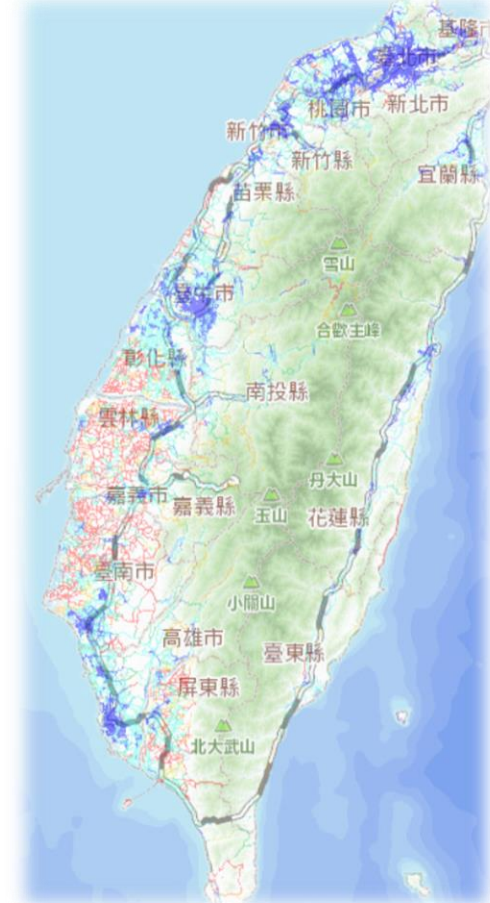 基隆市
臺北市
桃園市
新北市
新竹市
新竹縣
宜蘭縣
苗栗縣
雪山
臺中市
合歡主峰
彰化縣
南投縣
雲林縣
丹大山
嘉義市
嘉義縣
玉山
花蓮縣
臺南市
小關山
高雄市
臺東縣
屏東縣
北大武山